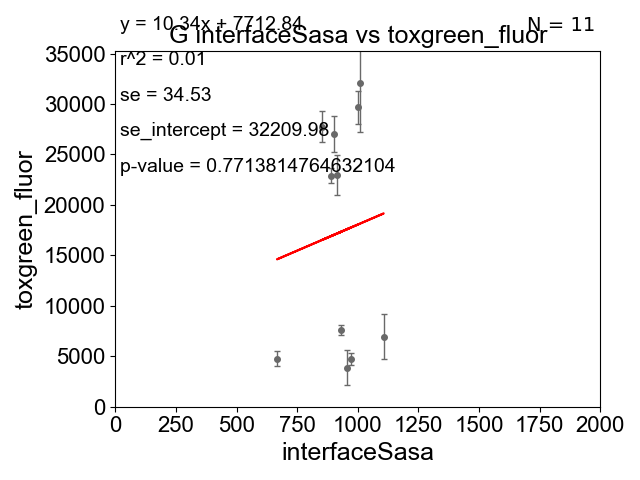 y = 10.34x + 7712.84
N = 11
G interfaceSasa vs toxgreen_fluor
r^2 = 0.01
se = 34.53
se_intercept = 32209.98
p-value = 0.7713814764632104
35000
30000
25000
20000
15000
10000
5000
0
toxgreen_fluor
0 250 500 750 1000 1250 1500 1750 2000
interfaceSasa